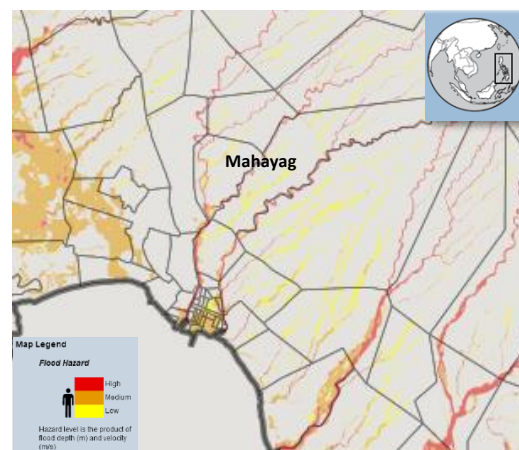 Mahayag
Map Legend
Flood Hazard
High
Medium
Low
Hazard level is the product of
flood depth (m) and velocity
(m/s)